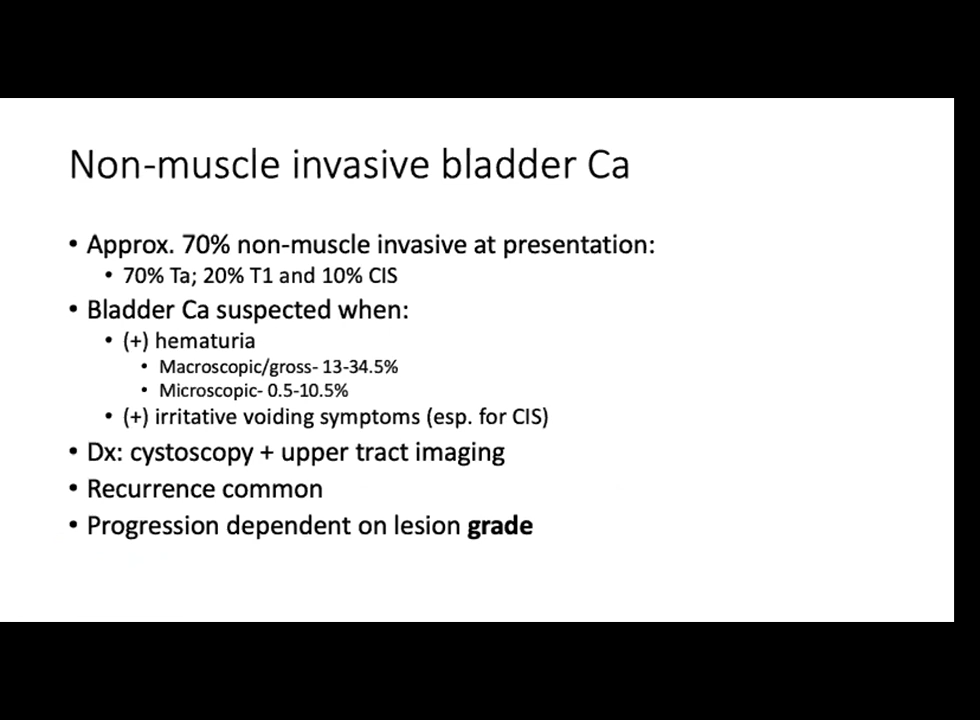 Non-muscle invasive bladder Ca
• Approx. 70% non-muscle invasive at presentation:
• 70% Ta; 20% T1 and 10% CIS
• Bladder Ca suspected when:
• (+) hematuria
• Macroscopic/gross- 13-34.5%
• Microscopic- 0.5-10.5%
• (+) irritative voiding symptoms (esp. for CIS)
• Dx: cystoscopy + upper tract imaging
• Recurrence common
• Progression dependent on lesion grade